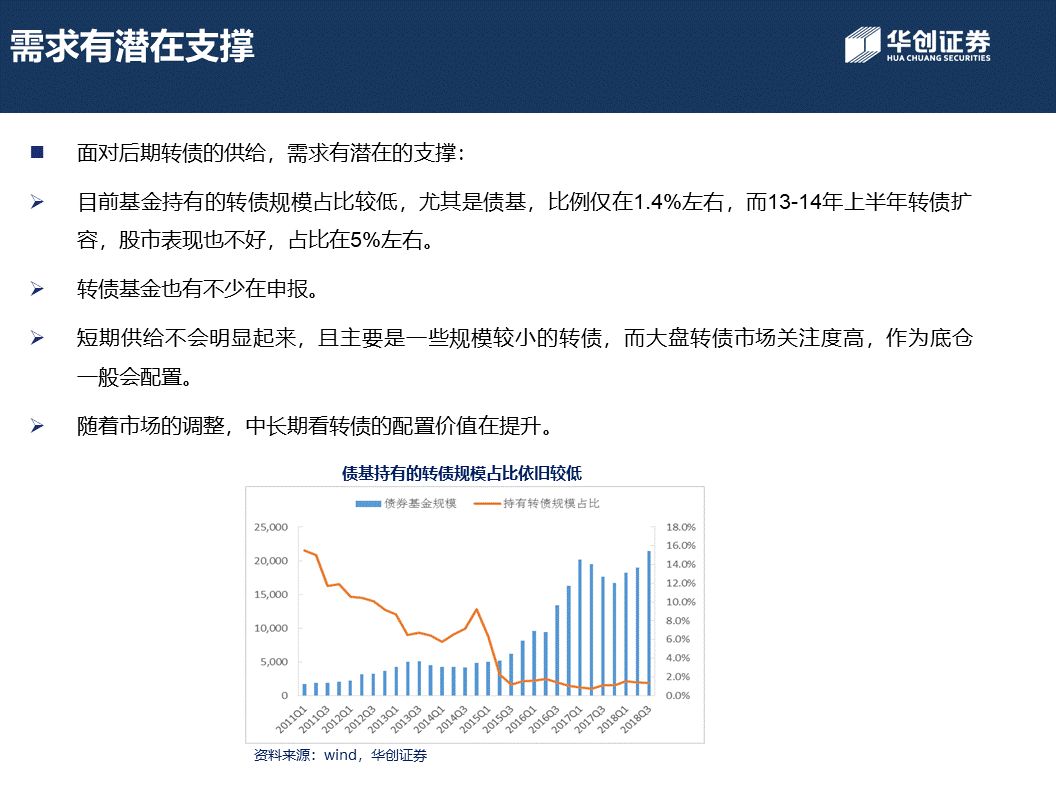 需求有潜在支撑
华创证券
HUA CHUANG SECURITIES
面对后期转债的供给，需求有潜在的支撑：
目前基金持有的转债规模占比较低，尤其是债基，比例仅在1.4%左右，而13-14年上半年转债扩
容，股市表现也不好，占比在5%左右。
转债基金也有不少在申报。
短期供给不会明显起来，且主要是一些规模较小的转债，而大盘转债市场关注度高，作为底仓
一般会配置。
随着市场的调整，中长期看转债的配置价值在提升。
债基持有的转债规模占比依旧较低
债券基金规模 持有转债规模占比
25,000 18.0%
16.0%
20,000 14.0%
12.0%
15,000
10.0%
10,000 8.0%
6.0%
5,000 4.0%
2.0%
0 0.0%
2011Q1 2011Q3 2012Q1 2012Q3 2013Q1 2013Q3 2014Q1 2014Q3 2015Q1 2015Q3 2016Q1 2016Q3 2017Q1 2017Q3 2018Q1 2018Q3
资料来源：wind，华创证券